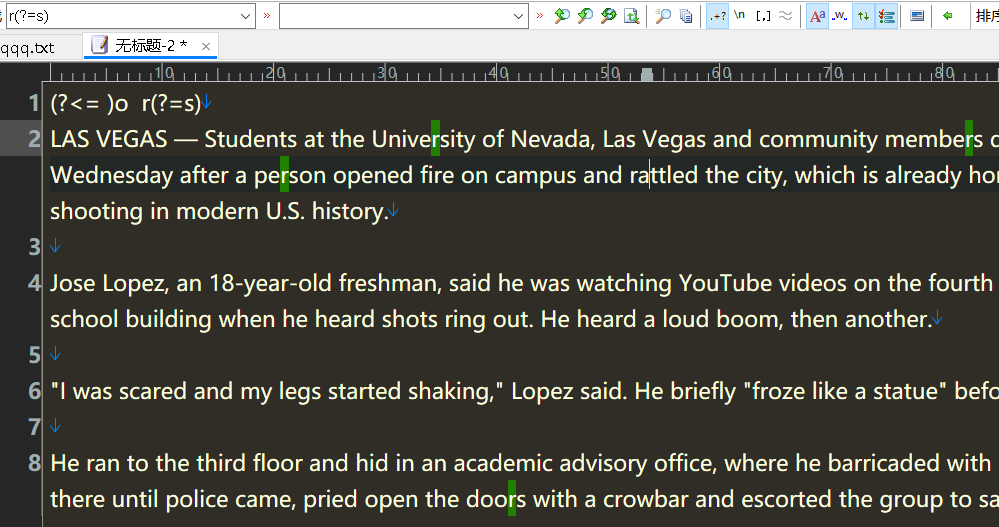 r(?=s)
» » .+? \n [,] Aa .w. 排序
qqq.txt 无标题-2 * ×
10 20 30 40 50 60 70 80
1 (?<= )o  r(?=s)↓
2 LAS VEGAS — Students at the University of Nevada, Las Vegas and community members
Wednesday after a person opened fire on campus and rattled the city, which is already
shooting in modern U.S. history.↓
3 ↓
4 Jose Lopez, an 18-year-old freshman, said he was watching YouTube videos on the fourth
school building when he heard shots ring out. He heard a loud boom, then another.↓
5 ↓
6 "I was scared and my legs started shaking," Lopez said. He briefly "froze like a statue"
7 ↓
8 He ran to the third floor and hid in an academic advisory office, where he barricaded with
there until police came, pried open the doors with a crowbar and escorted the group to